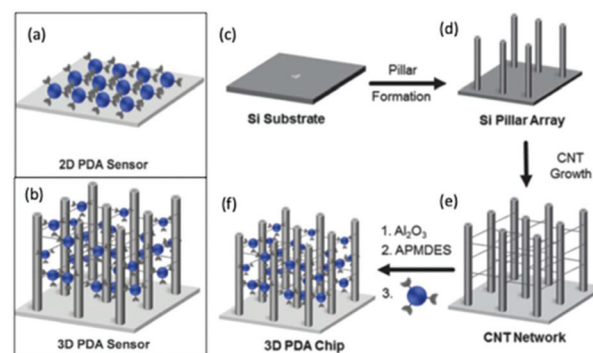 (a)
2D PDA Sensor
(b)
3D PDA Sensor
(c)
Si Substrate
Pillar
Formation
(d)
Si Pillar Array
CNT
Growth
(e)
CNT Network
1. Al₂O₃
2. APMDES
3.
(f)
3D PDA Chip